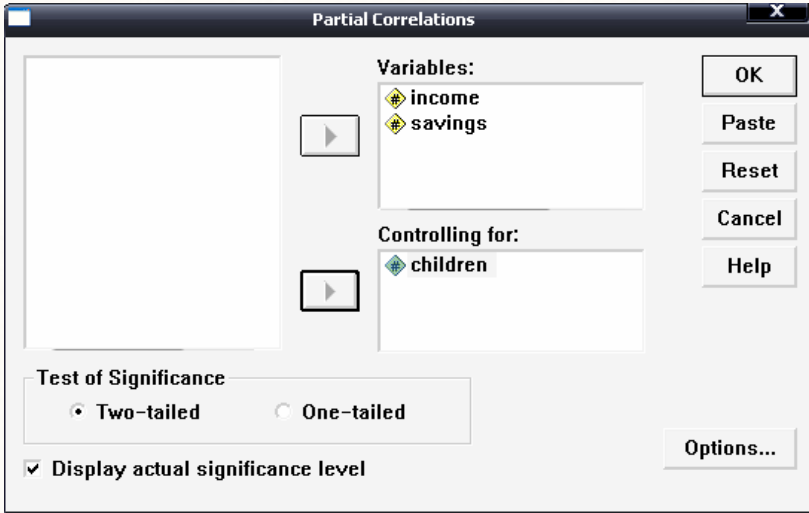 Partial Correlations
X
Variables:
# income
# savings
Controlling for:
# children
OK
Paste
Reset
Cancel
Help
Test of Significance
Two-tailed
One-tailed
Display actual significance level
Options...